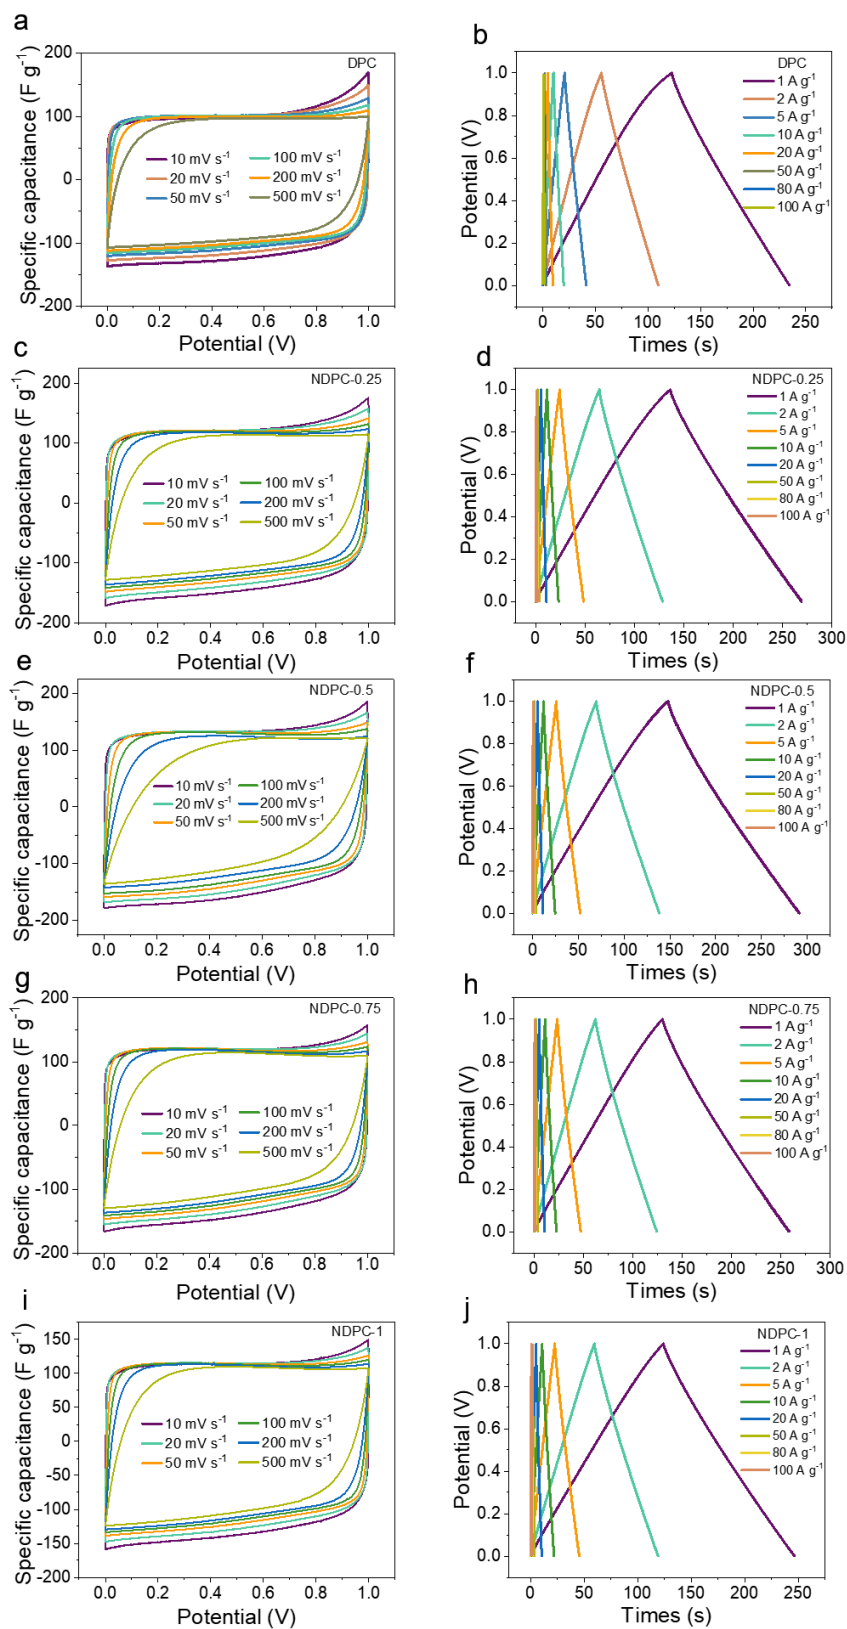 a
Specific capacitance (F g⁻¹)
200
100
0
-100
-200
DPC
10 mV s⁻¹
100 mV s⁻¹
20 mV s⁻¹
200 mV s⁻¹
50 mV s⁻¹
500 mV s⁻¹
0.0 0.2 0.4 0.6 0.8 1.0
Potential (V)
b
Potential (V)
1.0
0.8
0.6
0.4
0.2
0.0
DPC
1 A g⁻¹
2 A g⁻¹
5 A g⁻¹
10 A g⁻¹
20 A g⁻¹
50 A g⁻¹
80 A g⁻¹
100 A g⁻¹
0 50 100 150 200 250
Times (s)
c
Specific capacitance (F g⁻¹)
200
100
0
-100
-200
NDPC-0.25
10 mV s⁻¹
100 mV s⁻¹
20 mV s⁻¹
200 mV s⁻¹
50 mV s⁻¹
500 mV s⁻¹
0.0 0.2 0.4 0.6 0.8 1.0
Potential (V)
d
Potential (V)
1.0
0.8
0.6
0.4
0.2
0.0
NDPC-0.25
1 A g⁻¹
2 A g⁻¹
5 A g⁻¹
10 A g⁻¹
20 A g⁻¹
50 A g⁻¹
80 A g⁻¹
100 A g⁻¹
0 50 100 150 200 250 300
Times (s)
e
Specific capacitance (F g⁻¹)
200
100
0
-100
-200
NDPC-0.5
10 mV s⁻¹
100 mV s⁻¹
20 mV s⁻¹
200 mV s⁻¹
50 mV s⁻¹
500 mV s⁻¹
0.0 0.2 0.4 0.6 0.8 1.0
Potential (V)
f
Potential (V)
1.0
0.8
0.6
0.4
0.2
0.0
NDPC-0.5
1 A g⁻¹
2 A g⁻¹
5 A g⁻¹
10 A g⁻¹
20 A g⁻¹
50 A g⁻¹
80 A g⁻¹
100 A g⁻¹
0 50 100 150 200 250 300
Times (s)
g
Specific capacitance (F g⁻¹)
200
100
0
-100
-200
NDPC-0.75
10 mV s⁻¹
100 mV s⁻¹
20 mV s⁻¹
200 mV s⁻¹
50 mV s⁻¹
500 mV s⁻¹
0.0 0.2 0.4 0.6 0.8 1.0
Potential (V)
h
Potential (V)
1.0
0.8
0.6
0.4
0.2
0.0
NDPC-0.75
1 A g⁻¹
2 A g⁻¹
5 A g⁻¹
10 A g⁻¹
20 A g⁻¹
50 A g⁻¹
80 A g⁻¹
100 A g⁻¹
0 50 100 150 200 250 300
Times (s)
i
Specific capacitance (F g⁻¹)
150
100
50
0
-50
-100
-150
-200
NDPC-1
10 mV s⁻¹
100 mV s⁻¹
20 mV s⁻¹
200 mV s⁻¹
50 mV s⁻¹
500 mV s⁻¹
0.0 0.2 0.4 0.6 0.8 1.0
Potential (V)
j
Potential (V)
1.0
0.8
0.6
0.4
0.2
0.0
NDPC-1
1 A g⁻¹
2 A g⁻¹
5 A g⁻¹
10 A g⁻¹
20 A g⁻¹
50 A g⁻¹
80 A g⁻¹
100 A g⁻¹
0 50 100 150 200 250
Times (s)